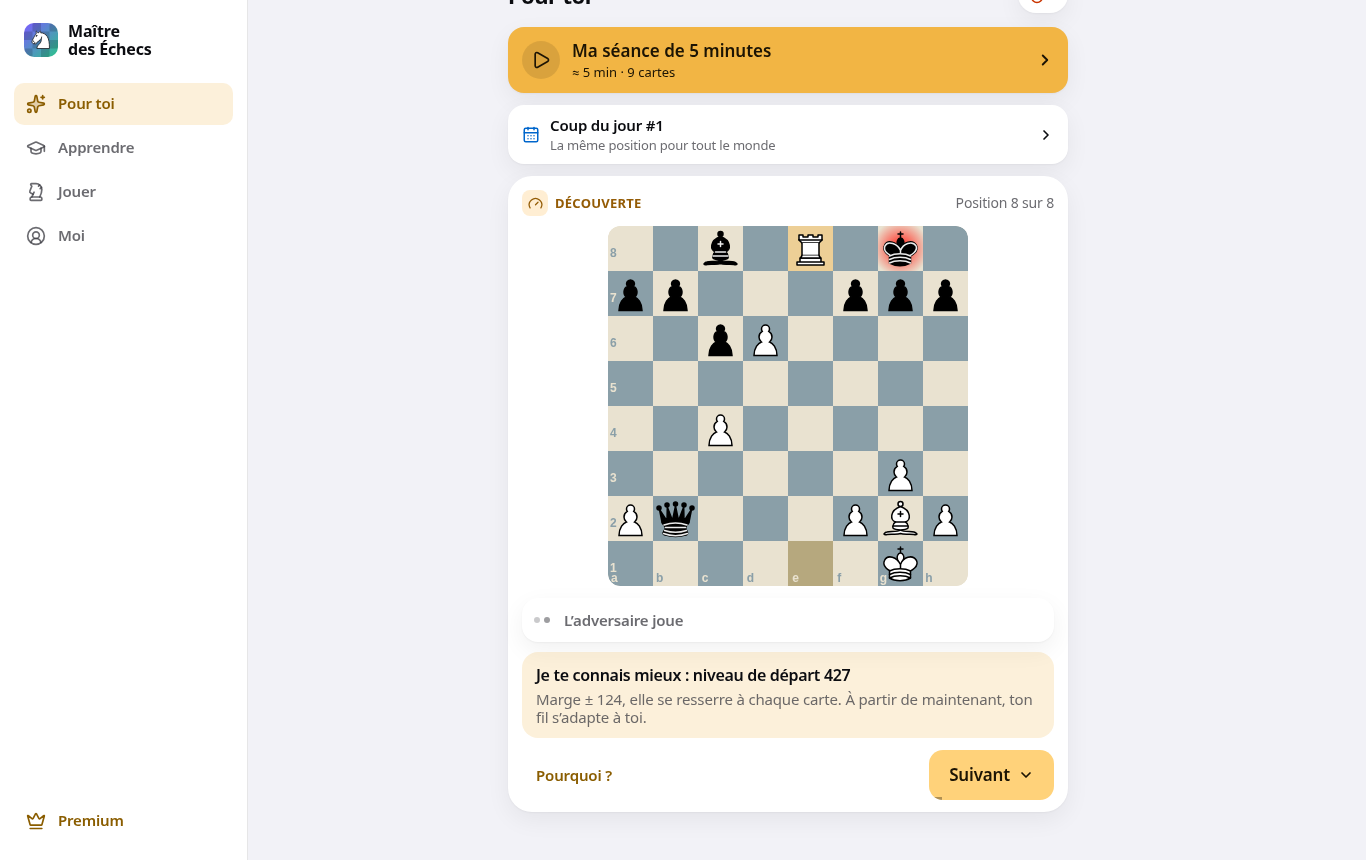 Maître
des Échecs
Pour toi
Apprendre
Jouer
Moi
Premium
Pour toi
Ma séance de 5 minutes
≈ 5 min · 9 cartes
Coup du jour #1
La même position pour tout le monde
DÉCOUVERTE
Position 8 sur 8
8
7
6
5
4
3
2
1
a b c d e f g h
L’adversaire joue
Je te connais mieux : niveau de départ 427
Marge ± 124, elle se resserre à chaque carte. À partir de maintenant, ton
fil s’adapte à toi.
Pourquoi ?
Suivant